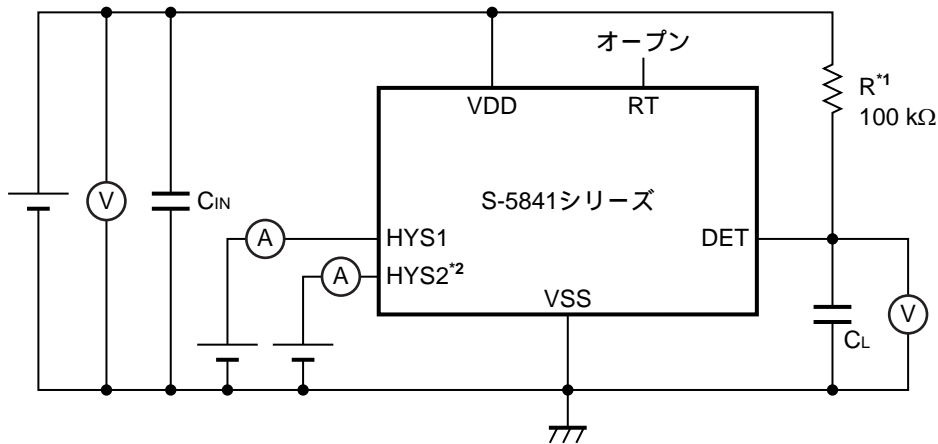 オープン
VDD
RT
R*1
100 kΩ
V
CIN
S-5841シリーズ
A
HYS1
DET
A
HYS2*2
VSS
V
CL